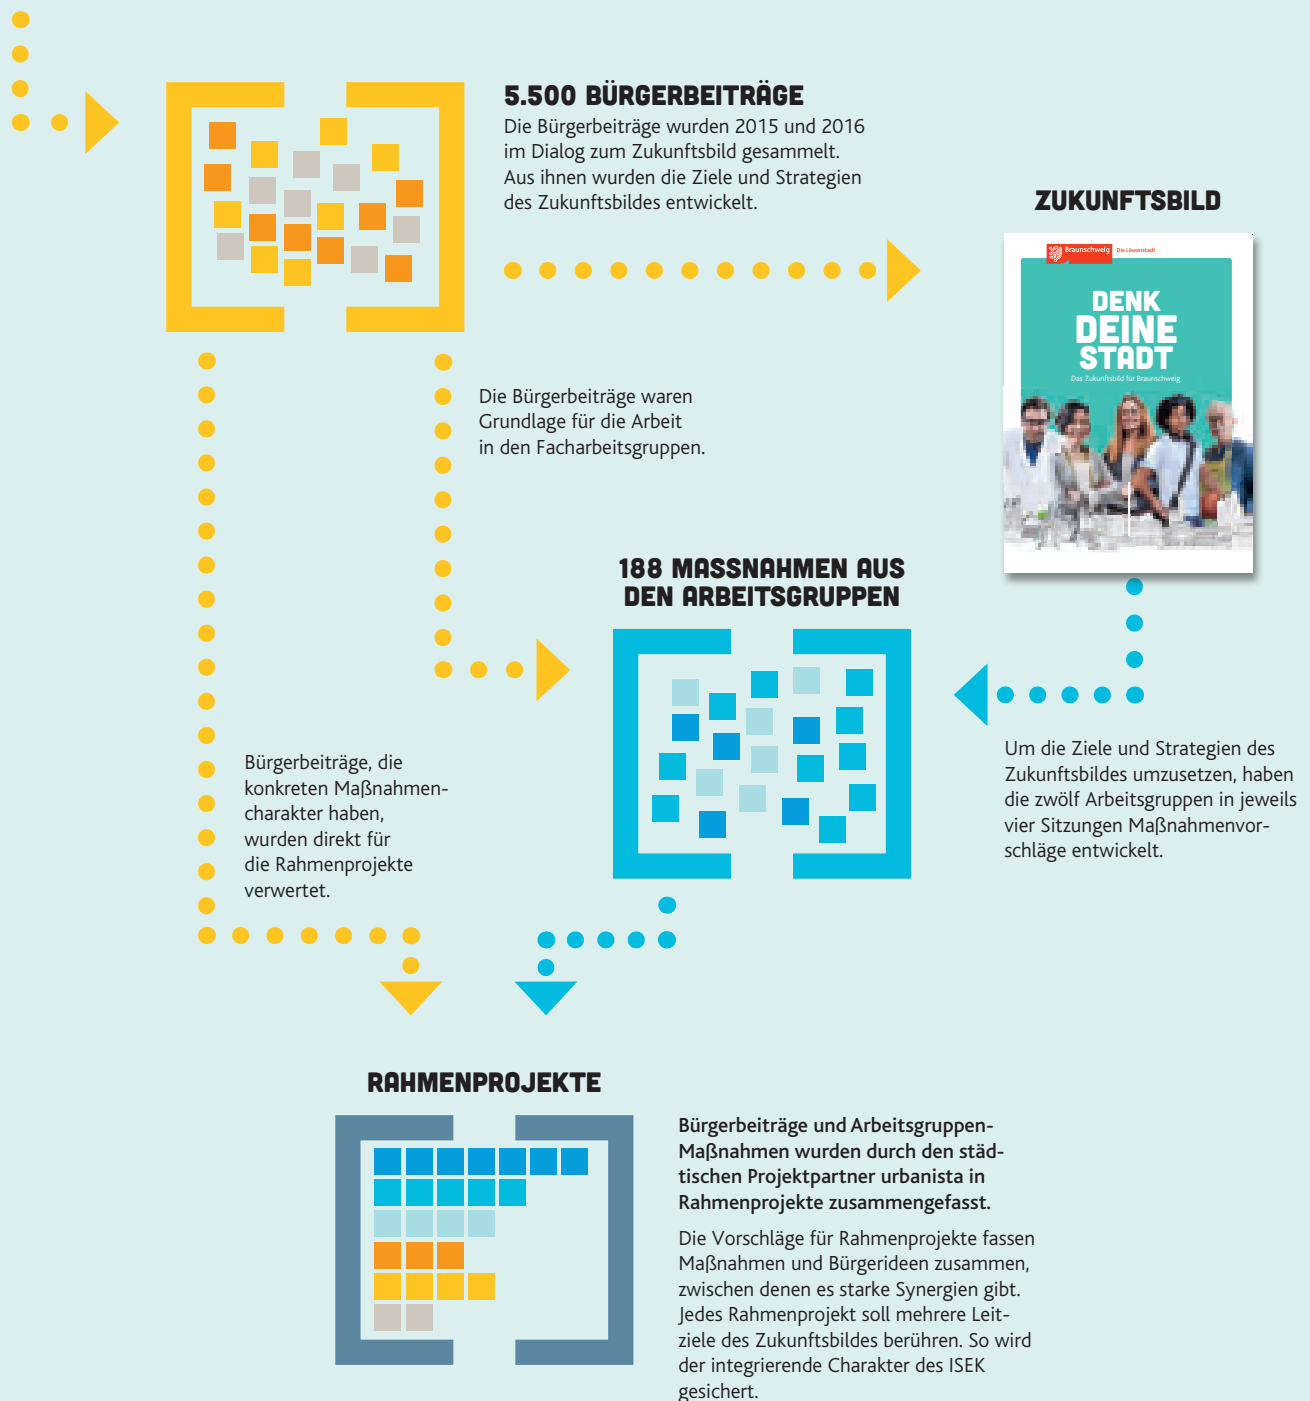 5.500 BÜRGERBEITRÄGE
Die Bürgerbeiträge wurden 2015 und 2016
im Dialog zum Zukunftsbild gesammelt.
Aus ihnen wurden die Ziele und Strategien
des Zukunftsbildes entwickelt.
ZUKUNFTSBILD
Braunschweig Die Löwenstadt
DENK
DEINE
STADT
Das Zukunftsbild für Braunschweig
Die Bürgerbeiträge waren
Grundlage für die Arbeit
in den Facharbeitsgruppen.
188 MASSNAHMEN AUS
DEN ARBEITSGRUPPEN
Um die Ziele und Strategien des
Zukunftsbildes umzusetzen, haben
die zwölf Arbeitsgruppen in jeweils
vier Sitzungen Maßnahmenvor-
schläge entwickelt.
Bürgerbeiträge, die
konkreten Maßnahmen-
charakter haben,
wurden direkt für
die Rahmenprojekte
verwertet.
RAHMENPROJEKTE
Bürgerbeiträge und Arbeitsgruppen-
Maßnahmen wurden durch den städ-
tischen Projektpartner urbanista in
Rahmenprojekte zusammengefasst.
Die Vorschläge für Rahmenprojekte fassen
Maßnahmen und Bürgerideen zusammen,
zwischen denen es starke Synergien gibt.
Jedes Rahmenprojekt soll mehrere Leit-
ziele des Zukunftsbildes berühren. So wird
der integrierende Charakter des ISEK
gesichert.